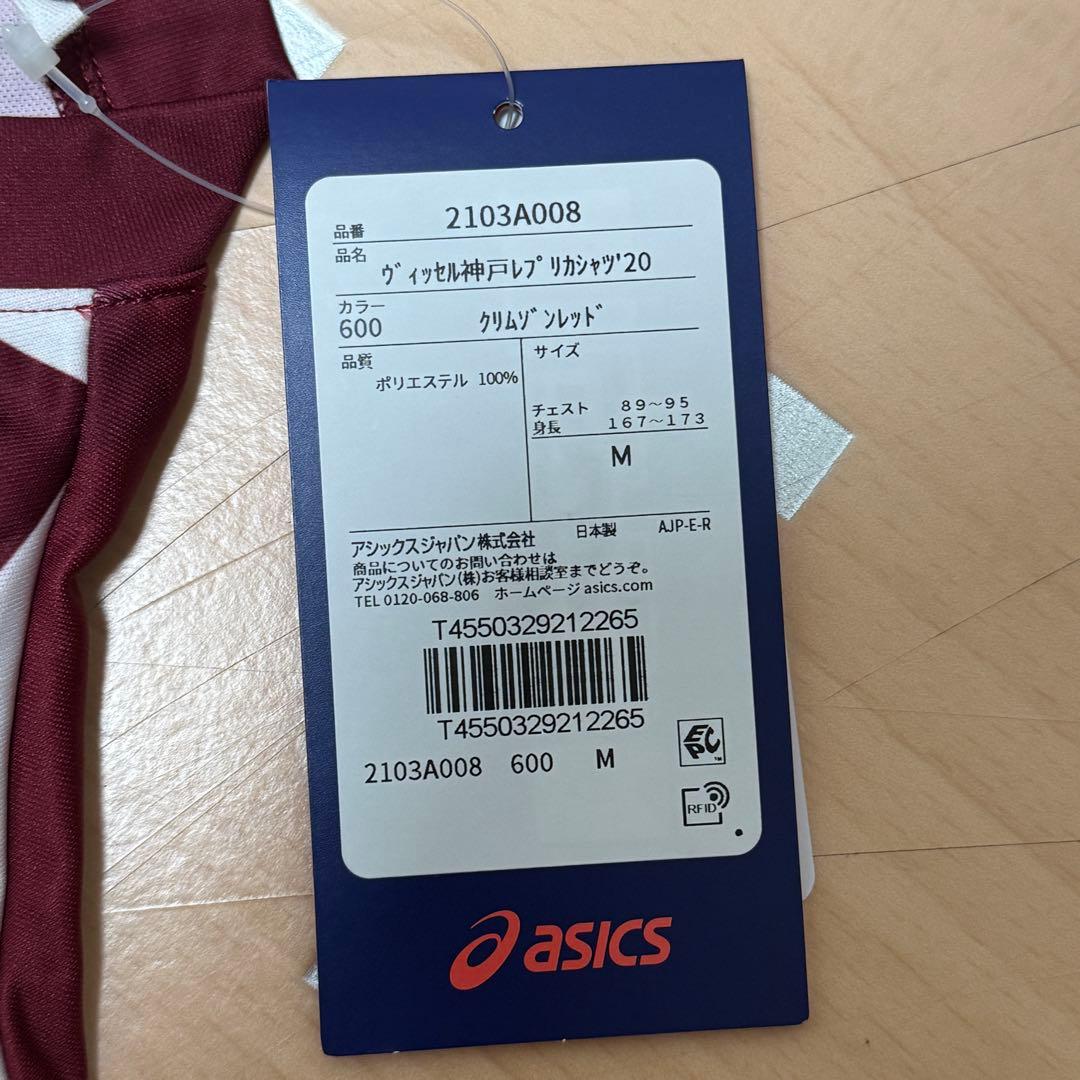 品番 2103A008
品名 ｳﾞｨｯｾﾙ神戸ﾚﾌﾟﾘｶｼｬﾂ'20
カラー
600 ｸﾘﾑｿﾞﾝﾚｯﾄﾞ
品質
ポリエステル 100%
サイズ
チェスト 89～95
身長 167～173
M
アシックスジャパン株式会社 日本製 AJP-E-R
商品についてのお問い合わせは
アシックスジャパン(株)お客様相談室までどうぞ。
TEL 0120-068-806 ホームページ asics.com
T4550329212265
T4550329212265
2103A008 600 M
EPC
TM
RFID
asics